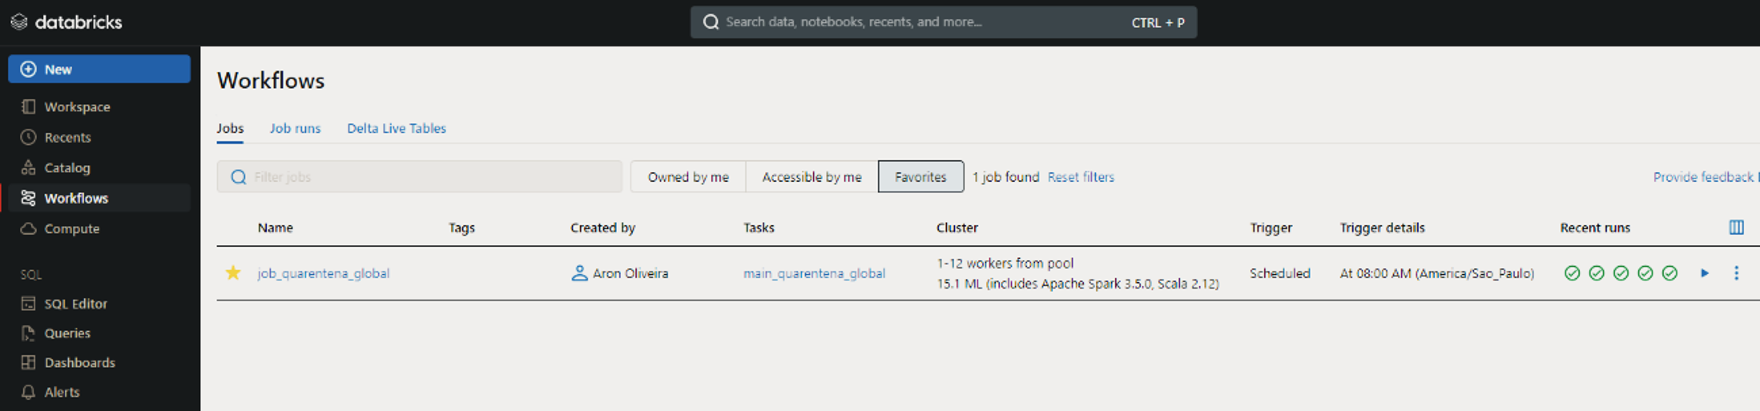 databricks
Search data, notebooks, recents, and more... CTRL + P
New
Workspace
Recents
Catalog
Workflows
Compute
SQL
SQL Editor
Queries
Dashboards
Alerts
Workflows
Jobs Job runs Delta Live Tables
Filter jobs Owned by me Accessible by me Favorites 1 job found Reset filters Provide feedback
Name Tags Created by Tasks Cluster Trigger Trigger details Recent runs
job_quarentena_global Aron Oliveira main_quarentena_global 1-12 workers from pool Scheduled At 08:00 AM (America/Sao_Paulo)
15.1 ML (includes Apache Spark 3.5.0, Scala 2.12)